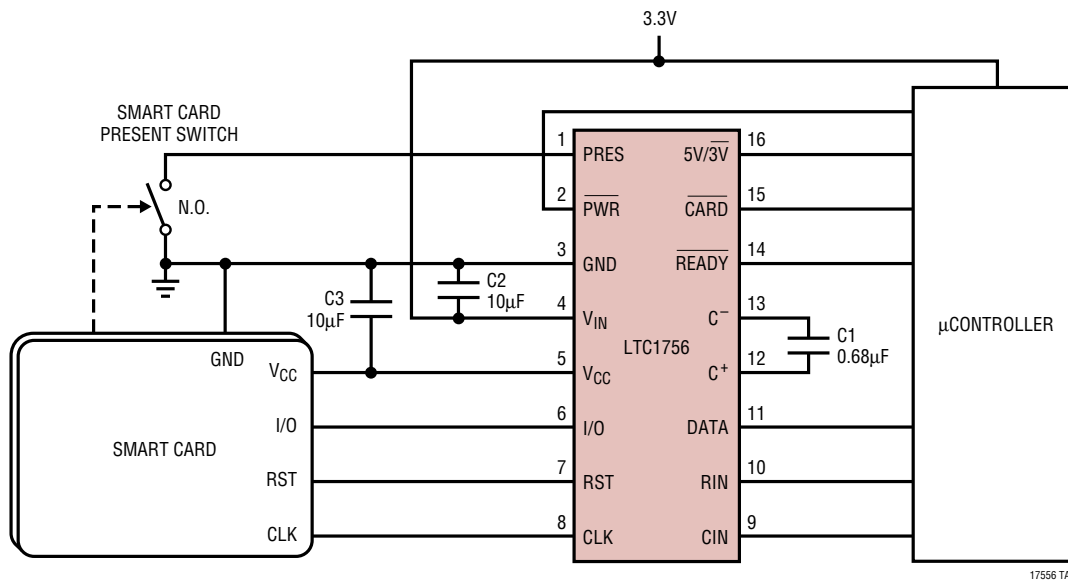 3.3V
SMART CARD
PRESENT SWITCH
N.O.
1
PRES
5V/3V
16
2
PWR
CARD
15
3
GND
READY
14
C2
10µF
C3
10µF
4
VIN
C–
13
C1
0.68µF
LTC1756
µCONTROLLER
GND
VCC
5
VCC
C+
12
I/O
6
I/O
DATA
11
SMART CARD
RST
7
RST
RIN
10
CLK
8
CLK
CIN
9
17556 TA